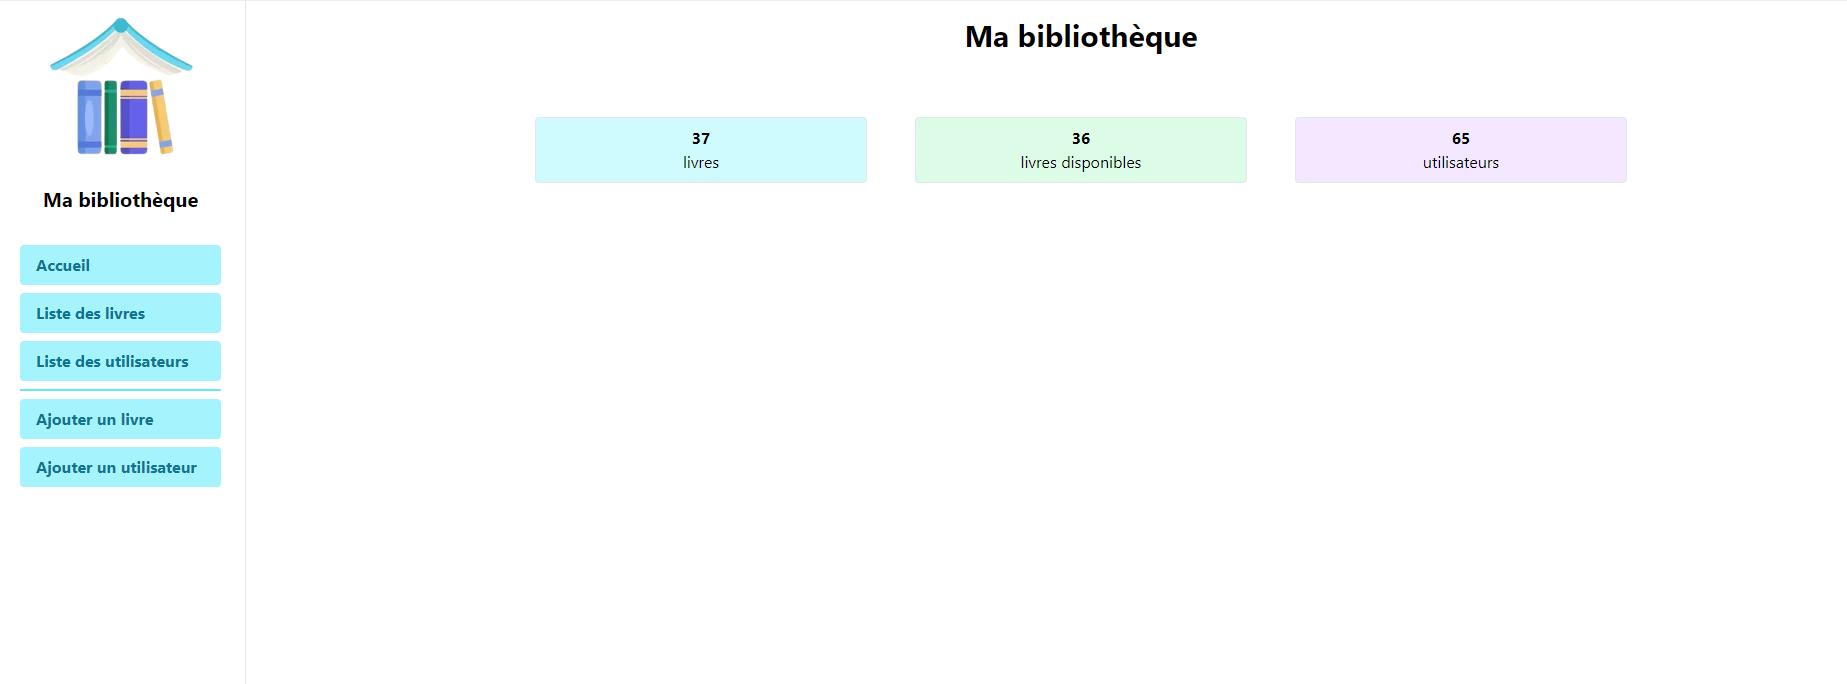 Ma bibliothèque
Accueil
Liste des livres
Liste des utilisateurs
Ajouter un livre
Ajouter un utilisateur
Ma bibliothèque
37
livres
36
livres disponibles
65
utilisateurs